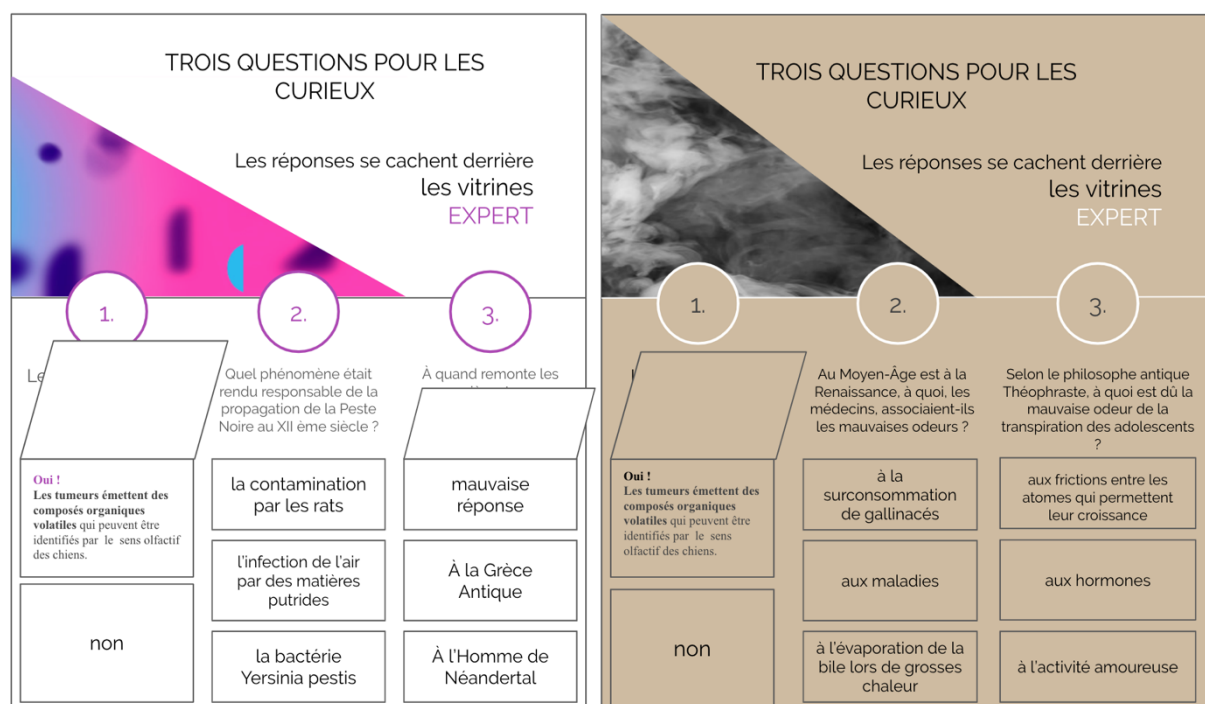 TROIS QUESTIONS POUR LES
CURIEUX
Les réponses se cachent derrière
les vitrines
EXPERT
1.
2.
3.
Quel phénomène était
rendu responsable de la
propagation de la Peste
Noire au XII ème siècle ?
À quand remonte les
Oui !
Les tumeurs émettent des
composés organiques
volatiles qui peuvent être
identifiés par le sens olfactif
des chiens.
non
la contamination
par les rats
l'infection de l'air
par des matières
putrides
la bactérie
Yersinia pestis
mauvaise
réponse
À la Grèce
Antique
À l'Homme de
Néandertal
TROIS QUESTIONS POUR LES
CURIEUX
Les réponses se cachent derrière
les vitrines
EXPERT
1.
2.
3.
Au Moyen-Âge est à la
Renaissance, à quoi, les
médecins, associaient-ils
les mauvaises odeurs ?
Selon le philosophe antique
Théophraste, à quoi est dû la
mauvaise odeur de la
transpiration des adolescents
?
Oui !
Les tumeurs émettent des
composés organiques
volatiles qui peuvent être
identifiés par le sens
olfactif des chiens.
non
à la
surconsommation
de gallinacés
aux maladies
à l'évaporation de la
bile lors de grosses
chaleur
aux frictions entre les
atomes qui permettent
leur croissance
aux hormones
à l'activité amoureuse